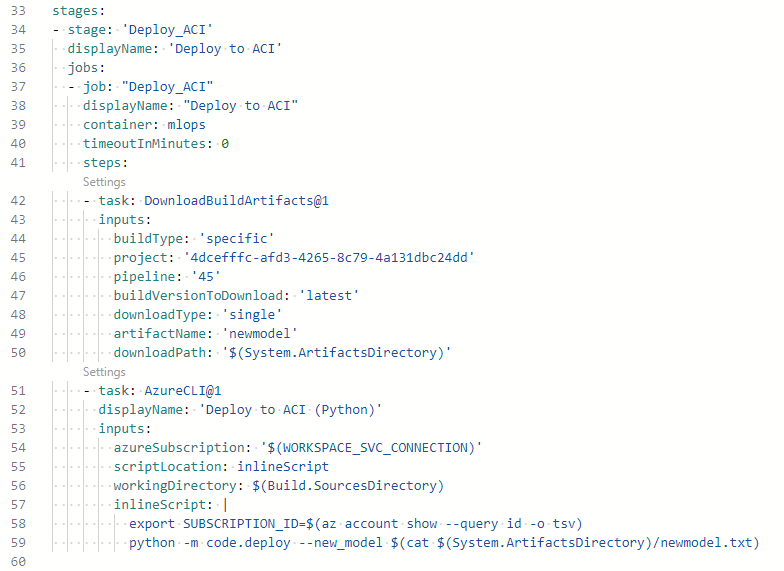 33 stages:
34 - stage: 'Deploy_ACI'
35   displayName: 'Deploy to ACI'
36   jobs:
37   - job: "Deploy_ACI"
38     displayName: "Deploy to ACI"
39     container: mlops
40     timeoutInMinutes: 0
41     steps:
Settings
42     - task: DownloadBuildArtifacts@1
43       inputs:
44         buildType: 'specific'
45         project: '4dcefffc-afd3-4265-8c79-4a131dbc24dd'
46         pipeline: '45'
47         buildVersionToDownload: 'latest'
48         downloadType: 'single'
49         artifactName: 'newmodel'
50         downloadPath: '$(System.ArtifactsDirectory)'
Settings
51     - task: AzureCLI@1
52       displayName: 'Deploy to ACI (Python)'
53       inputs:
54         azureSubscription: '$(WORKSPACE_SVC_CONNECTION)'
55         scriptLocation: inlineScript
56         workingDirectory: $(Build.SourcesDirectory)
57         inlineScript: |
58           export SUBSCRIPTION_ID=$(az account show --query id -o tsv)
59           python -m code.deploy --new_model $(cat $(System.ArtifactsDirectory)/newmodel.txt)
60